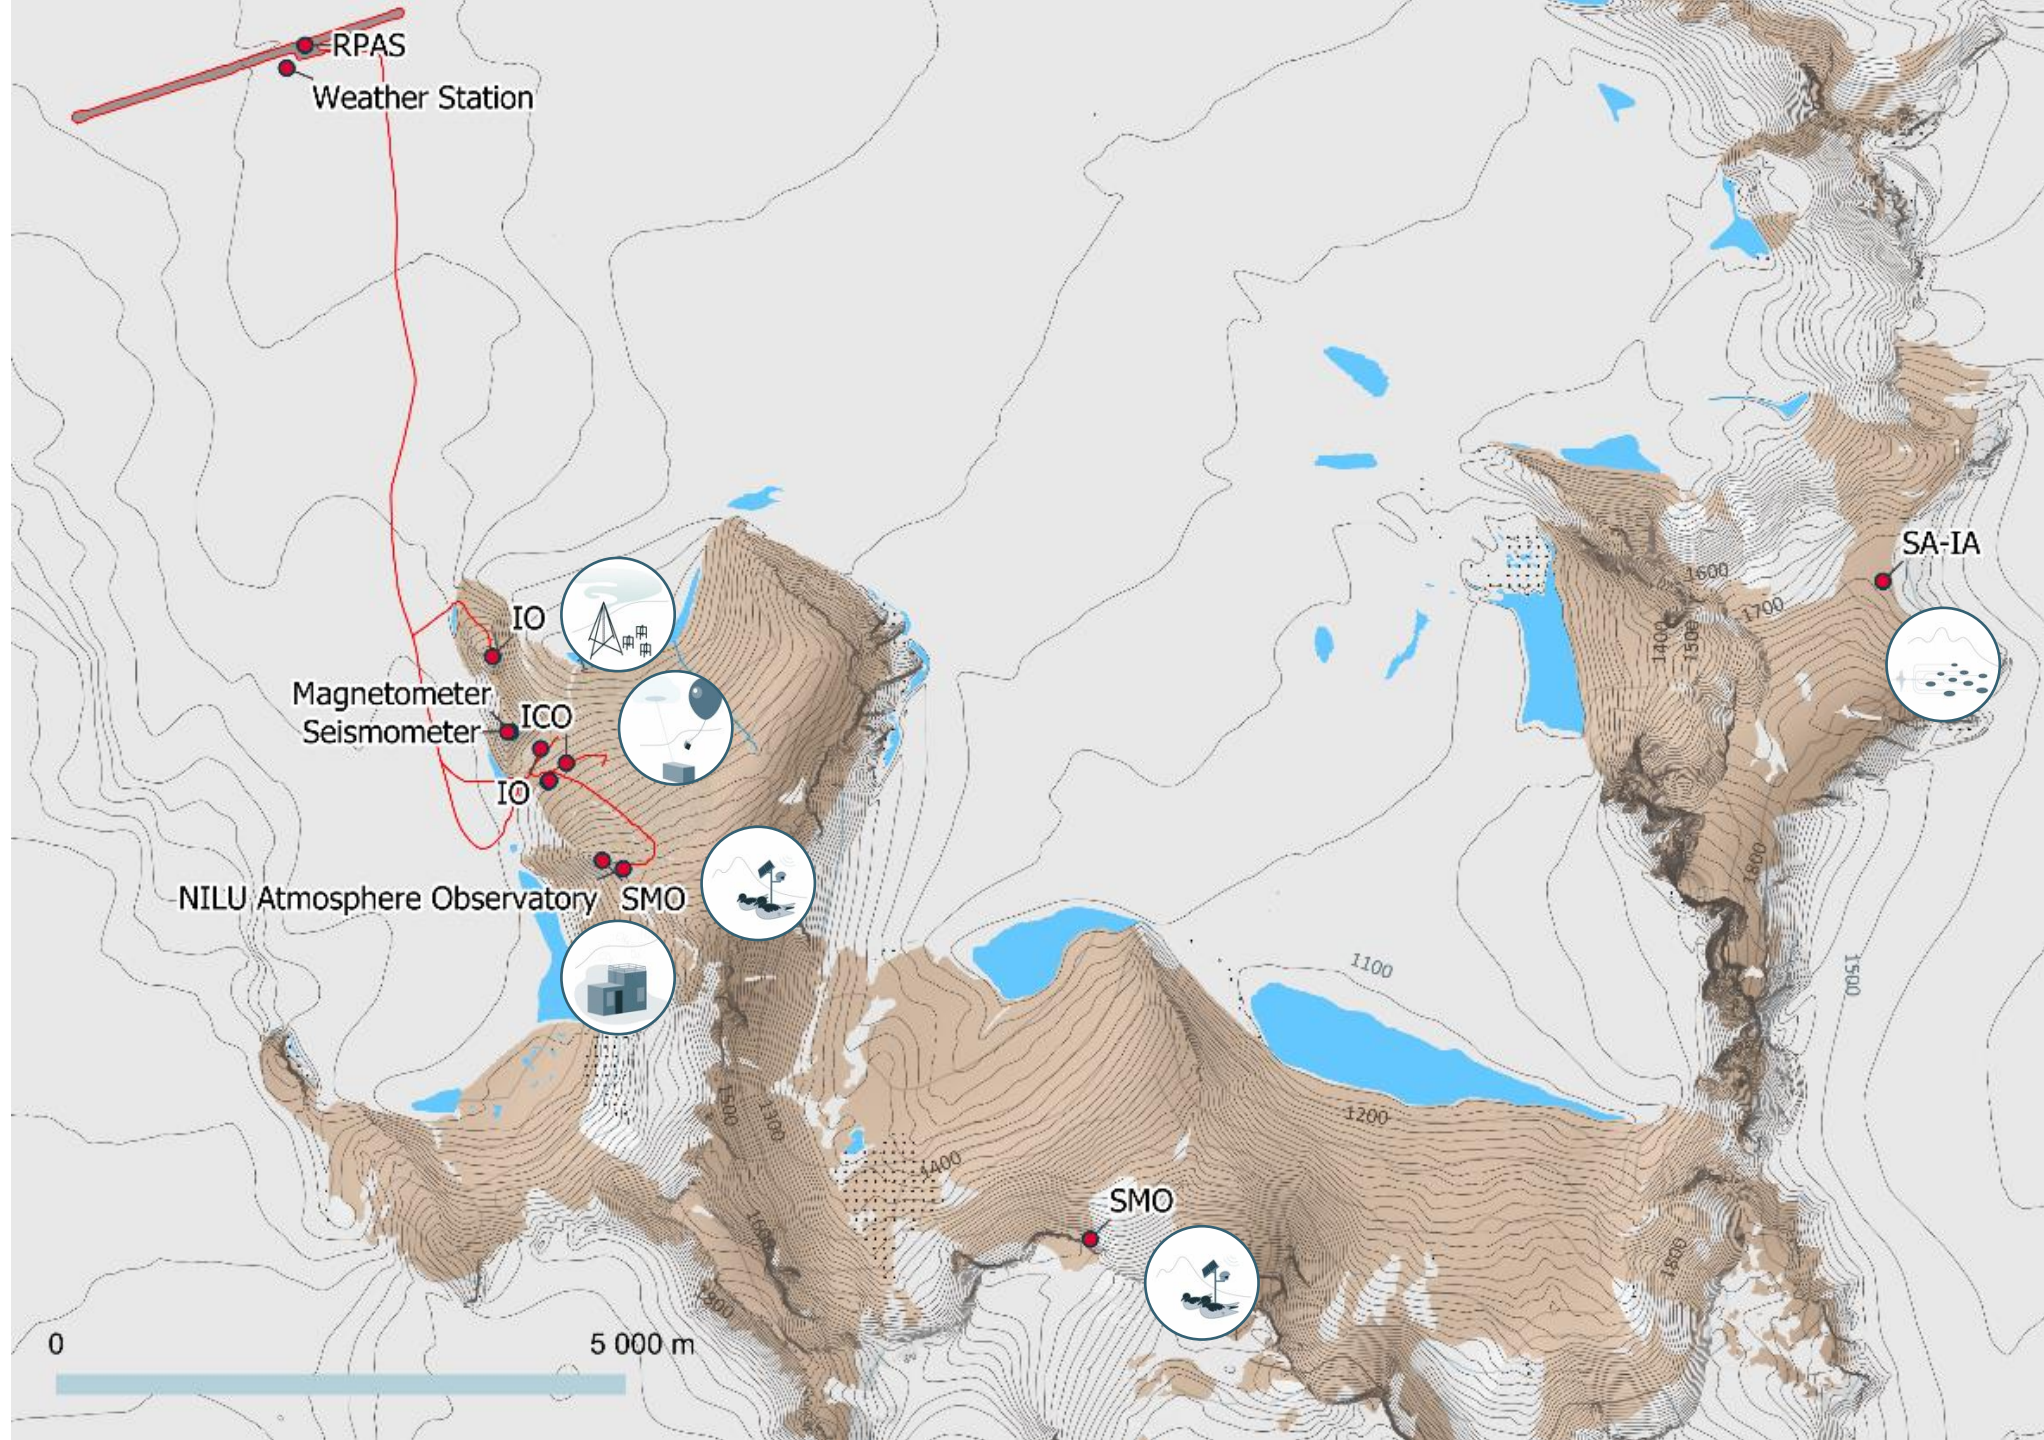 RPAS
Weather Station
SA-IA
1600
1700
1400
1500
IO
Magnetometer
ICO
Seismometer
IO
1800
NILU Atmosphere Observatory
SMO
1100
1500
1500
1300
1200
1400
SMO
1600
1800
1800
0
5 000 m